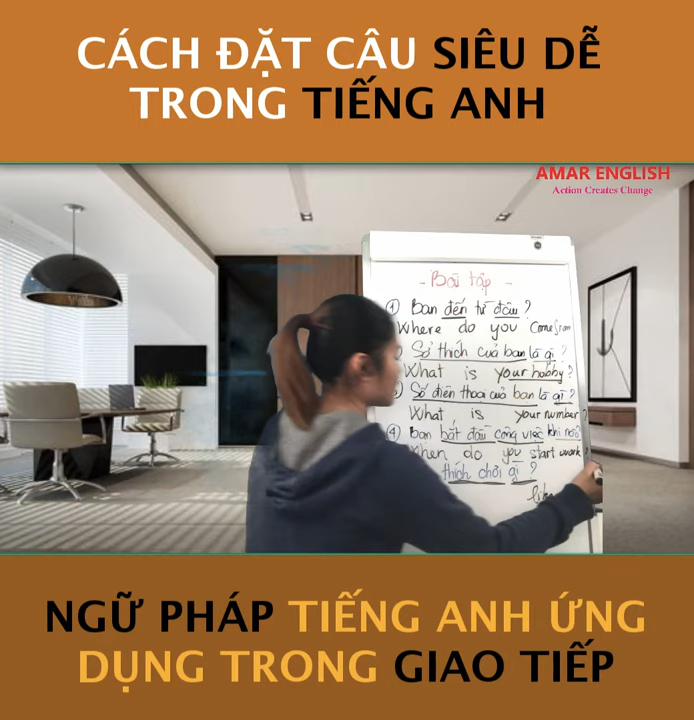 CÁCH ĐẶT CÂU SIÊU DỄ
TRONG TIẾNG ANH
AMAR ENGLISH
Action Creates Change
- Bài tập -
① Bạn đến từ đâu ?
Where do you come from
Sở thích của bạn là gì ?
What is your hobby ?
Số điện thoại của bạn là gì ?
What is your number ?
④ Bạn bắt đầu công việc khi nào
When do you start work ?
thích chơi gì ?
NGỮ PHÁP TIẾNG ANH ỨNG
DỤNG TRONG GIAO TIẾP